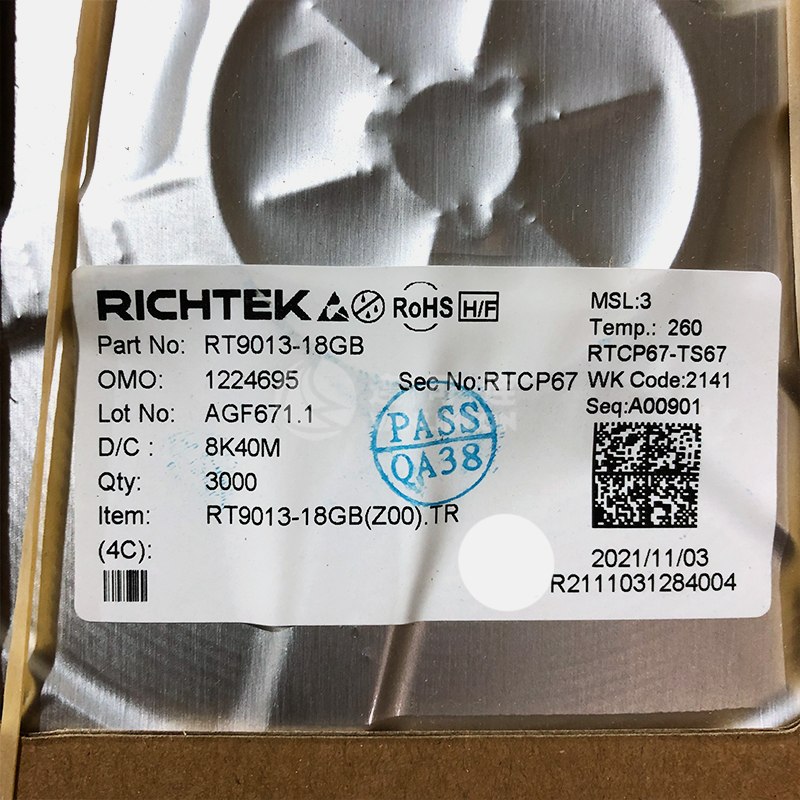 RICHTEK RoHS H/F
Part No: RT9013-18GB
OMO: 1224695 Sec No:RTCP67
Lot No: AGF671.1
D/C : 8K40M
Qty: 3000
Item: RT9013-18GB(Z00).TR
(4C):
MSL:3
Temp.: 260
RTCP67-TS67
WK Code:2141
Seq:A00901
2021/11/03
R2111031284004
PASS
QA38